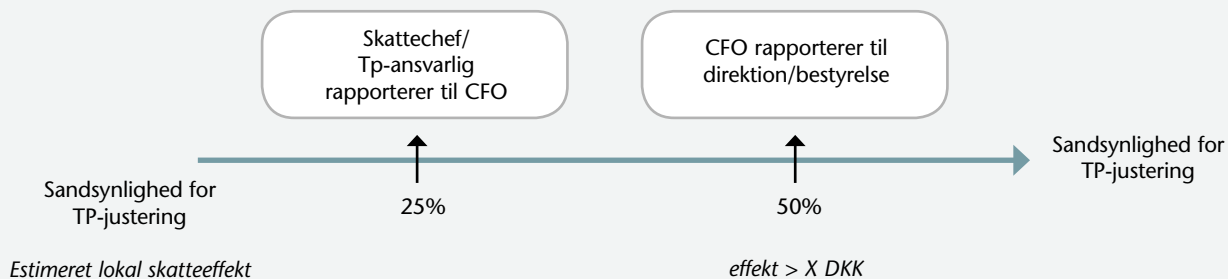 Skattechef/
Tp-ansvarlig
rapporterer til CFO
CFO rapporterer til
direktion/bestyrelse
Sandsynlighed for
TP-justering
Sandsynlighed for
TP-justering
25%
50%
Estimeret lokal skatteeffekt
effekt > X DKK